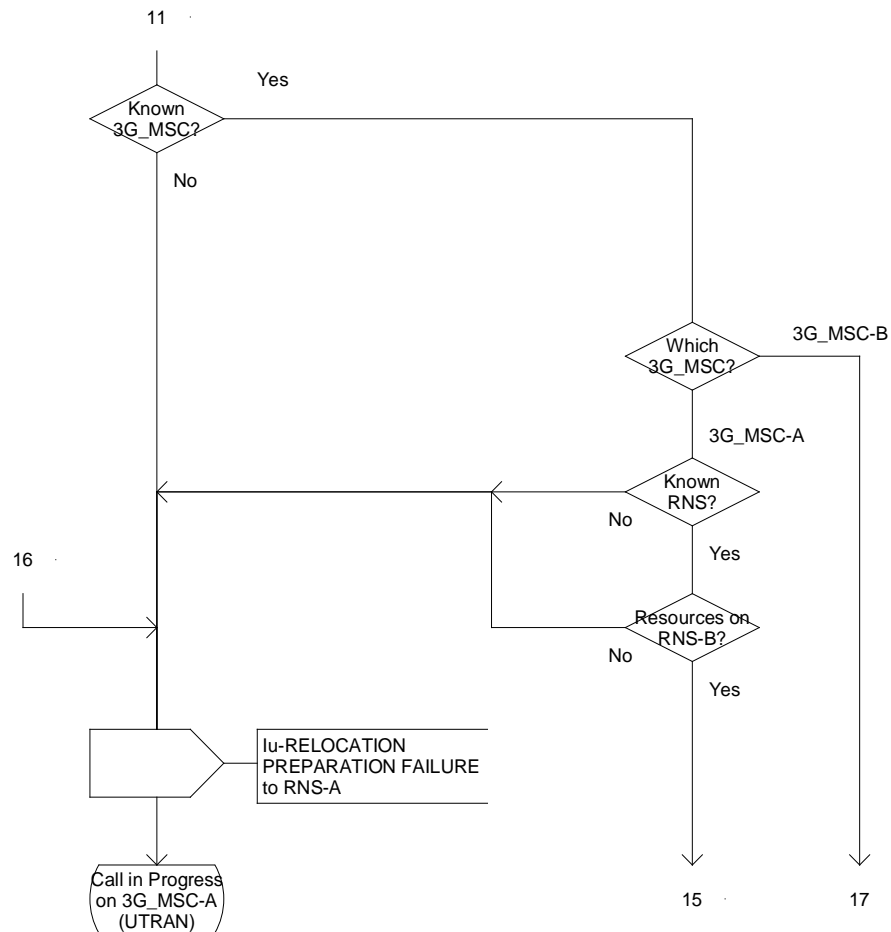 11
Yes
Known
3G_MSC?
No
3G_MSC-B
Which
3G_MSC?
3G_MSC-A
Known
RNS?
No
Yes
16
Resources on
RNS-B?
No
Yes
Iu-RELOCATION
PREPARATION FAILURE
to RNS-A
Call in Progress
on 3G_MSC-A
(UTRAN)
15
17